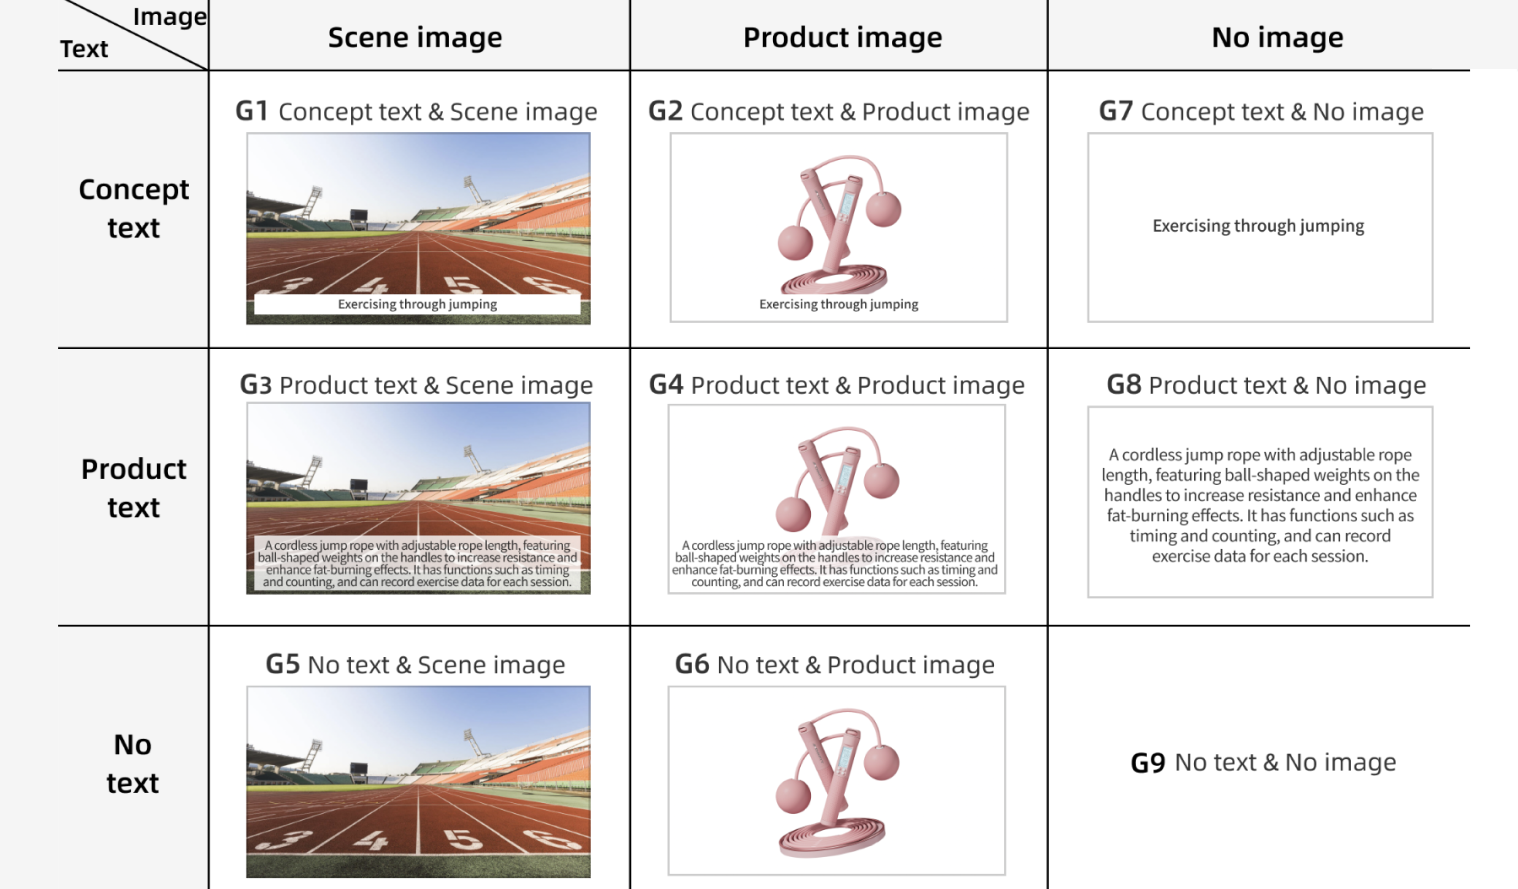 Image
Text
Scene image
Product image
No image
Concept
text
G1 Concept text & Scene image
Exercising through jumping
G2 Concept text & Product image
Exercising through jumping
G7 Concept text & No image
Exercising through jumping
Product
text
G3 Product text & Scene image
3 4 5 6
A cordless jump rope with adjustable rope length, featuring
ball-shaped weights on the handles to increase resistance and
enhance fat-burning effects. It has functions such as timing
and counting, and can record exercise data for each session.
G4 Product text & Product image
A cordless jump rope with adjustable rope length, featuring
ball-shaped weights on the handles to increase resistance and
enhance fat-burning effects. It has functions such as timing and
counting, and can record exercise data for each session.
G8 Product text & No image
A cordless jump rope with adjustable rope
length, featuring ball-shaped weights on the
handles to increase resistance and enhance
fat-burning effects. It has functions such as
timing and counting, and can record
exercise data for each session.
No
text
G5 No text & Scene image
3 4 5 6
G6 No text & Product image
G9 No text & No image